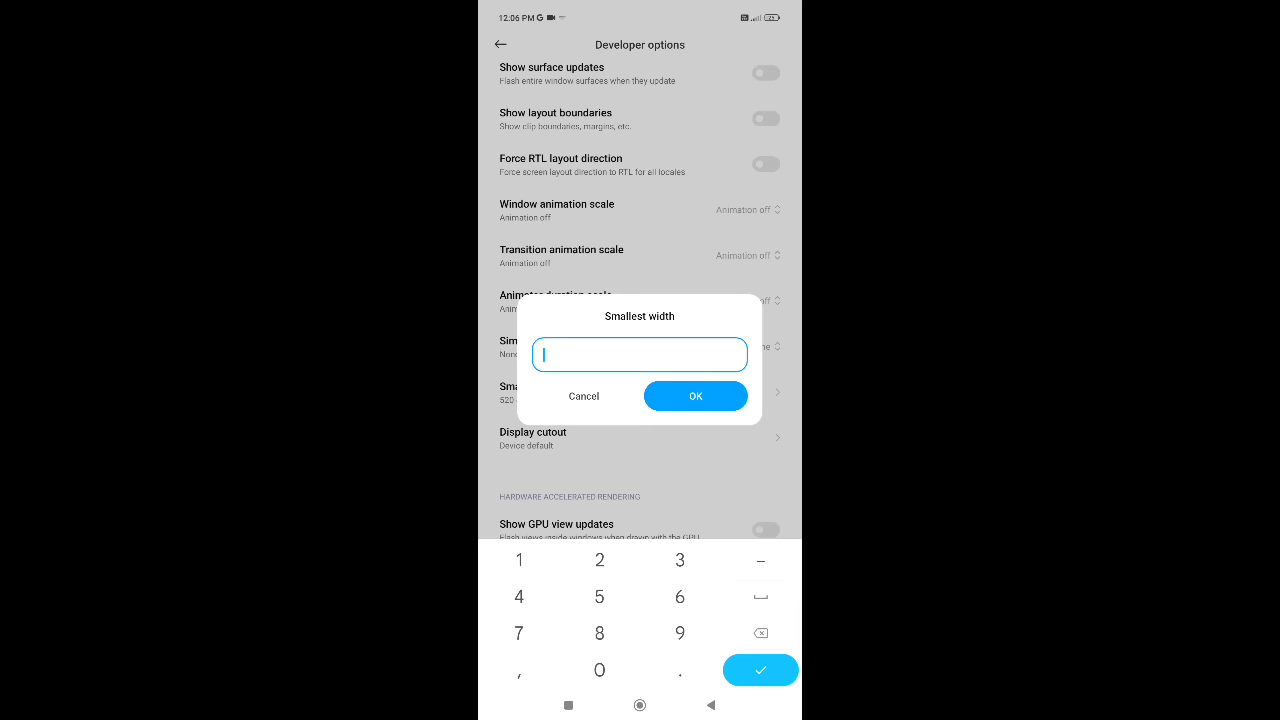 12:06 PM G
Developer options
Show surface updates
Flash entire window surfaces when they update
Show layout boundaries
Show clip boundaries, margins, etc.
Force RTL layout direction
Force screen layout direction to RTL for all locales
Window animation scale
Animation off
Animation off
Transition animation scale
Animation off
Animation off
off
Smallest width
Sim
None
ne
Cancel
OK
Sma
520
Display cutout
Device default
HARDWARE ACCELERATED RENDERING
Show GPU view updates
Flash views inside windows when drawn with the GPU
1 2 3 –
4 5 6
7 8 9
, 0 .